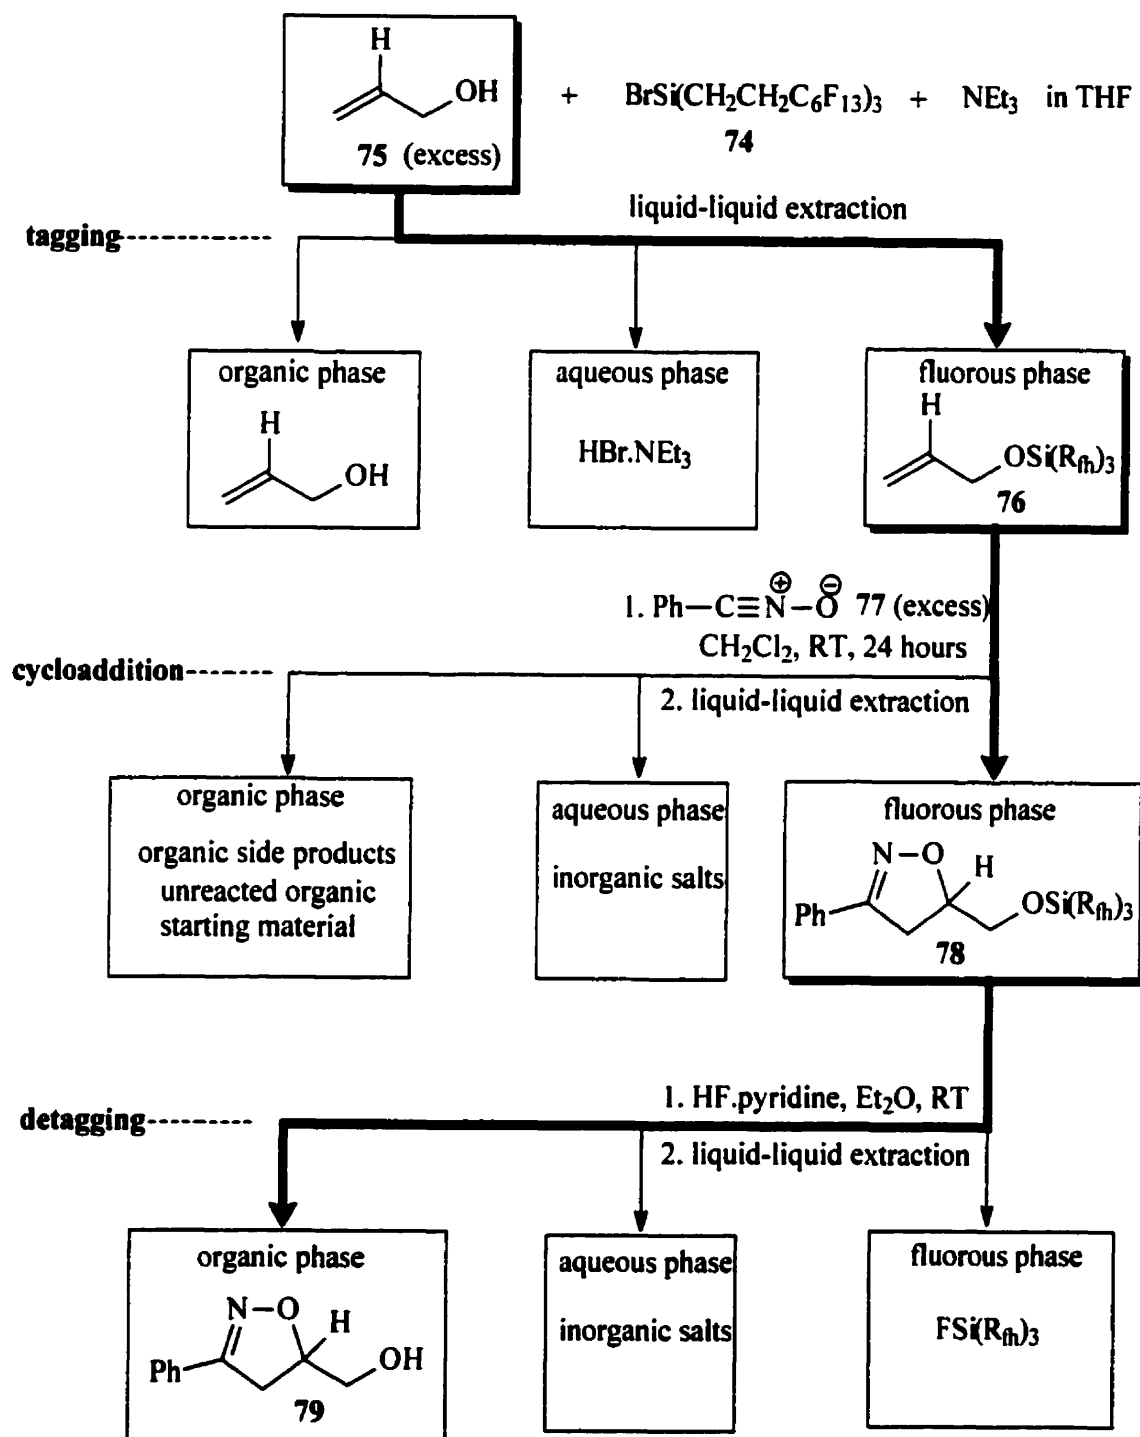 H
OH
75 (excess)
+ BrSi(CH₂CH₂C₆F₁₃)₃ + NEt₃ in THF
74
liquid-liquid extraction
tagging
organic phase
H
OH
aqueous phase
HBr.NEt₃
fluorous phase
H
OSi(R_fh)₃
76
1. Ph—C≡N—O 77 (excess)
⊕ ⊖
CH₂Cl₂, RT, 24 hours
cycloaddition
2. liquid-liquid extraction
organic phase
organic side products
unreacted organic
starting material
aqueous phase
inorganic salts
fluorous phase
N—O
H
Ph
OSi(R_fh)₃
78
1. HF.pyridine, Et₂O, RT
detagging
2. liquid-liquid extraction
organic phase
N—O
H
Ph
OH
79
aqueous phase
inorganic salts
fluorous phase
FSi(R_fh)₃